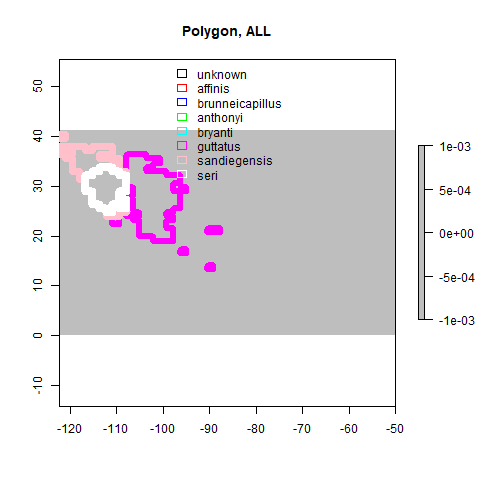 Polygon, ALL
unknown
affinis
brunneicapillus
anthonyi
bryanti
guttatus
sandiegensis
seri
50
40
30
20
10
0
-10
-120
-110
-100
-90
-80
-70
-60
-50
1e-03
5e-04
0e+00
-5e-04
-1e-03